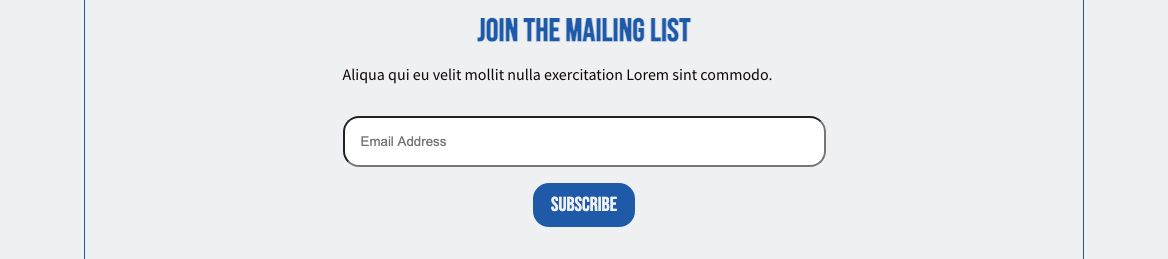 JOIN THE MAILING LIST
Aliqua qui eu velit mollit nulla exercitation Lorem sint commodo.
Email Address
SUBSCRIBE